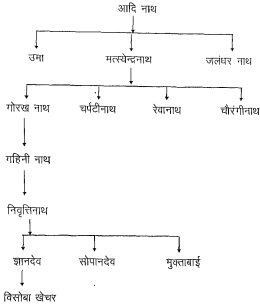 आदि नाथ
उमा मत्स्येन्द्रनाथ जलंधर नाथ
गोरख नाथ चर्पटीनाथ रेवानाथ चौरंगीनाथ
गहिनी नाथ
निवृत्तिनाथ
ज्ञानदेव सोपानदेव मुक्ताबाई
विसोबा खेचर